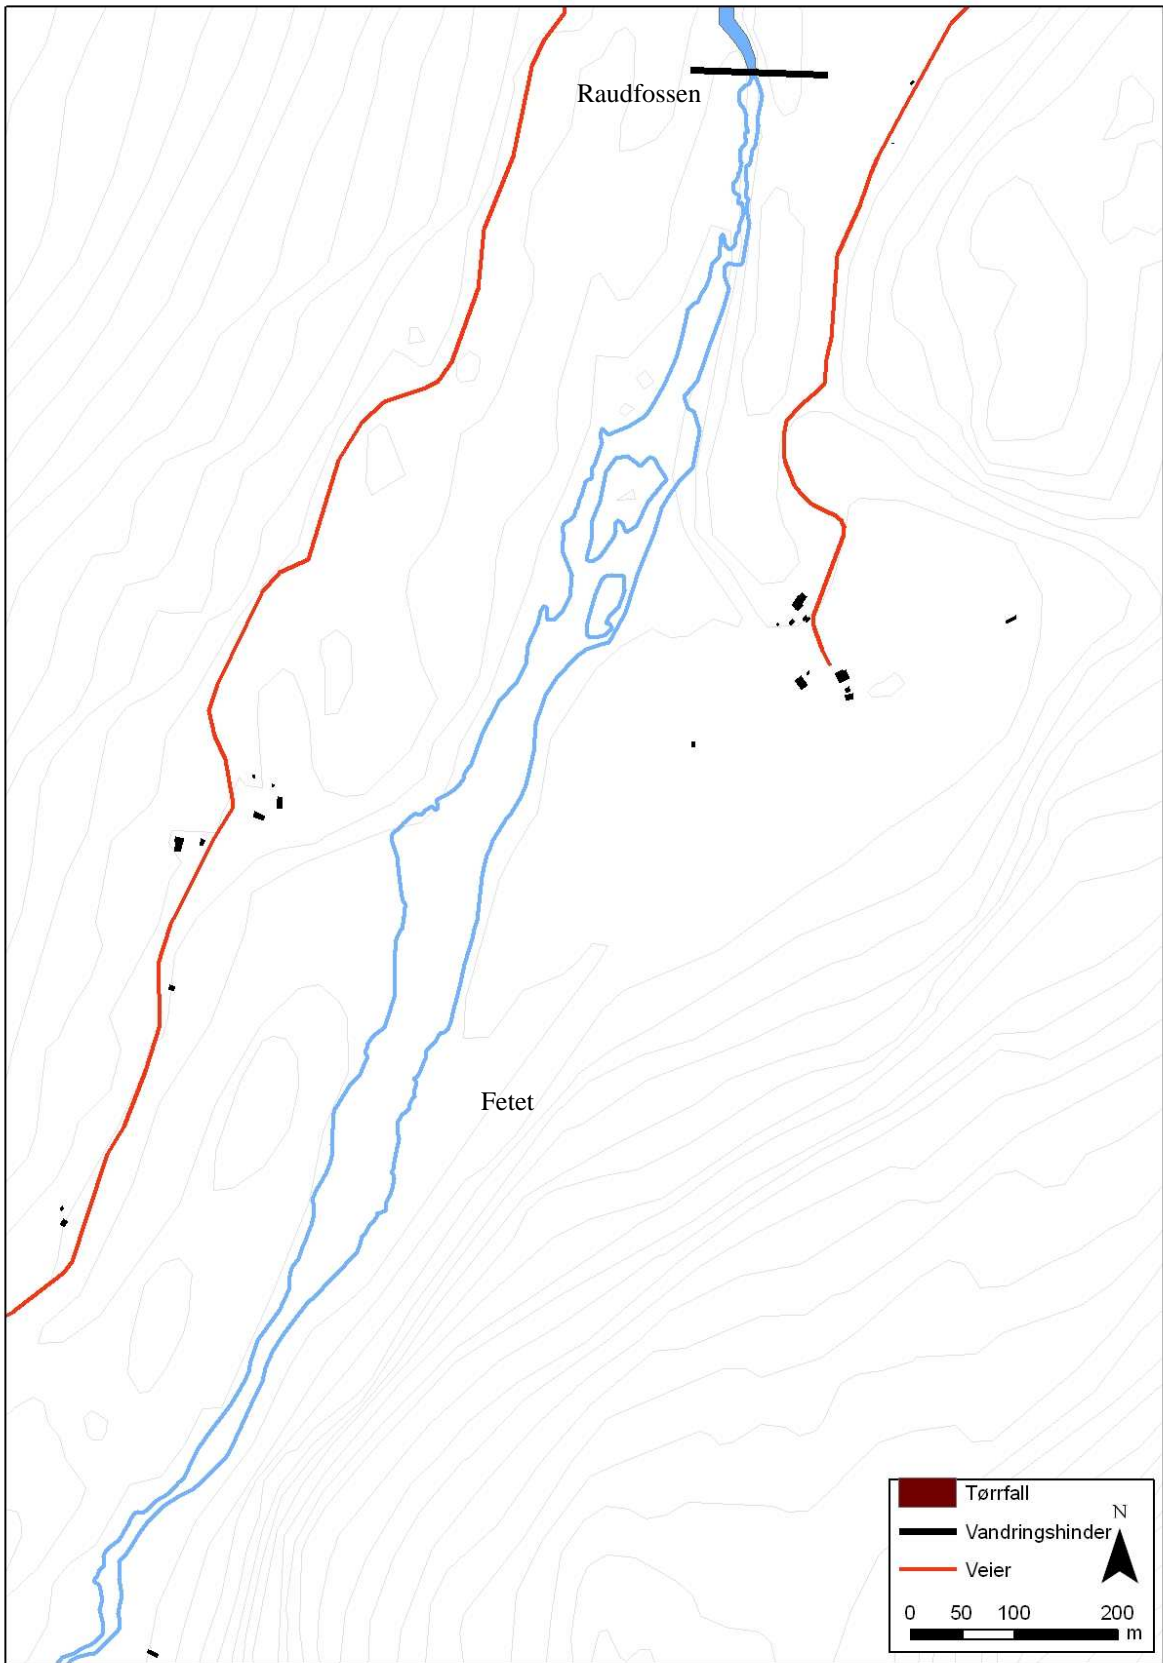 Raudfossen
Fetet
Tørrfall
N
Vandringshinder
Veier
0 50 100 200
m